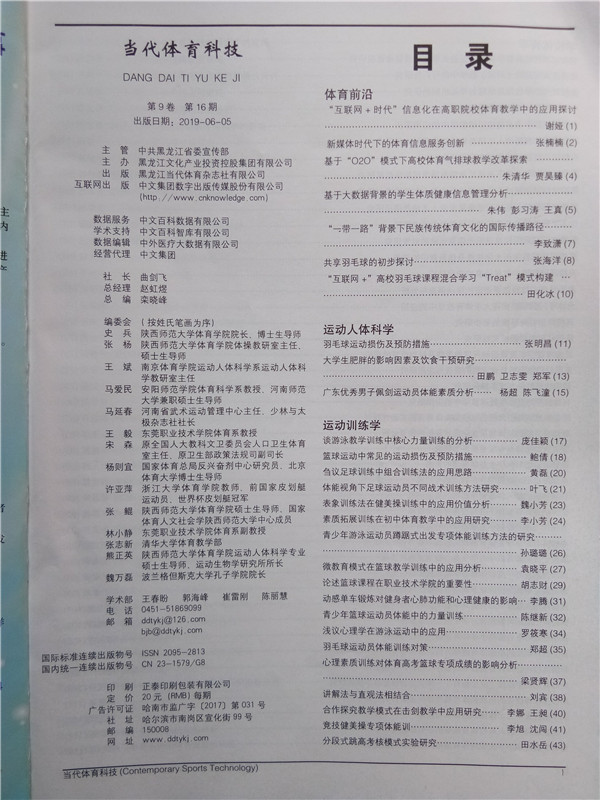 当代体育科技
DANG DAI TI YU KE JI
第9卷 第16期
出版日期：2019-06-05
主 管 中共黑龙江省委宣传部
主 办 黑龙江文化产业投资控股集团有限公司
出 版 黑龙江当代体育杂志社有限公司
互联网出版 中文集团数字出版传媒股份有限公司
(http://www.cnknowledge.com)
数据服务 中文百科数据有限公司
学术支持 中文百科智库有限公司
数据编辑 中外医疗大数据有限公司
经营代理 中文集团
社 长 曲剑飞
总经理 赵虹煜
总 编 栾晓峰
编委会 （按姓氏笔画为序）
史 兵 陕西师范大学体育学院院长、博士生导师
张 杨 陕西师范大学体育学院体操教研室主任、
硕士生导师
王 斌 南京体育学院运动人体科学系运动人体科
学教研室主任
马爱民 安阳师范学院体育科学系教授、河南师范
大学兼职硕士生导师
马延春 河南省武术运动管理中心主任、少林与太
极杂志社社长
王 毅 东莞职业技术学院体育系教授
宋 森 原全国人大教科文卫委员会人口卫生体育
室主任，原卫生部政策法规司副司长
杨则宜 国家体育总局反兴奋剂中心研究员、北京
体育大学博士生导师
许亚萍 浙江大学体育学院教师、前国家皮划艇
运动员、世界杯皮划艇冠军
张 鲲 陕西师范大学体育学院硕士生导师、国家
体育人文社会学陕西师范大学中心成员
林小静 东莞职业技术学院体育系副教授
张志新 清华大学体育教学部
熊正英 陕西师范大学体育学院运动人体科学专业
硕士导师、运动生物学研究所所长
魏万磊 波兰格但斯克大学孔子学院院长
学术部 王春盼 郭海峰 崔雷刚 陈丽慧
电 话 0451-51869099
邮 箱 ddtykj@126.com
bjb@ddtykj.com
国际标准连续出版物号 ISSN 2095-2813
国内统一连续出版物号 CN 23-1579/G8
印 刷 正泰印刷包装有限公司
定 价 20元（RMB）每期
广告许可证 哈南市监广字〔2017〕第031号
社 址 哈尔滨市南岗区宣化街99号
邮 编 150008
网 址 www.ddtykj.com
目 录
体育前沿
“互联网+时代”信息化在高职院校体育教学中的应用探讨
谢娅 (1)
新媒体时代下的体育信息服务创新 张楠楠 (2)
基于“O2O”模式下高校体育气排球教学改革探索
朱清华 贾昊臻 (4)
基于大数据背景的学生体质健康信息管理分析
朱伟 彭习涛 王真 (5)
“一带一路”背景下民族传统体育文化的国际传播路径
李致潇 (7)
共享羽毛球的初步探讨 张海洋 (8)
“互联网+”高校羽毛球课程混合学习“Treat”模式构建
田化冰 (10)
运动人体科学
羽毛球运动损伤及预防措施 张明昌 (11)
大学生肥胖的影响因素及饮食干预研究
田鹏 卫志雯 郑军 (13)
广东优秀男子佩剑运动员体能素质分析 杨超 陈飞潼 (15)
运动训练学
谈游泳教学训练中核心力量训练的分析 庞佳颖 (17)
篮球运动中常见的运动损伤及预防措施 鲍倩 (18)
刍议足球训练中组合训练法的应用思路 黄磊 (20)
体能视角下足球运动员不同战术训练方法研究 叶飞 (21)
表象训练法在健美操训练中的应用价值分析 魏小芳 (23)
素质拓展训练在初中体育教学中的应用研究 李小芳 (24)
青少年游泳运动员蹲踞式出发专项体能训练方法的研究
孙璐璐 (26)
微教育模式在篮球教学训练中的应用分析 袁晓平 (27)
论述篮球课程在职业技术学院的重要性 胡志财 (29)
动感单车锻炼对健身者心肺功能和心理健康的影响 李腾 (31)
青少年篮球运动员体能中的力量训练 陈继新 (32)
浅议心理学在游泳运动中的应用 罗筱寒 (34)
羽毛球运动员体能训练对策 郑超 (35)
心理素质训练对体育高考篮球专项成绩的影响分析
梁贤辉 (37)
讲解法与直观法相结合 刘宾 (38)
合作探究教学模式在击剑教学中应用研究 李娜 王昶 (40)
竞技健美操专项体能训 李旭 沈闯 (41)
分段式跳高考核模式实验研究 田水岳 (43)
当代体育科技 (Contemporary Sports Technology)
1